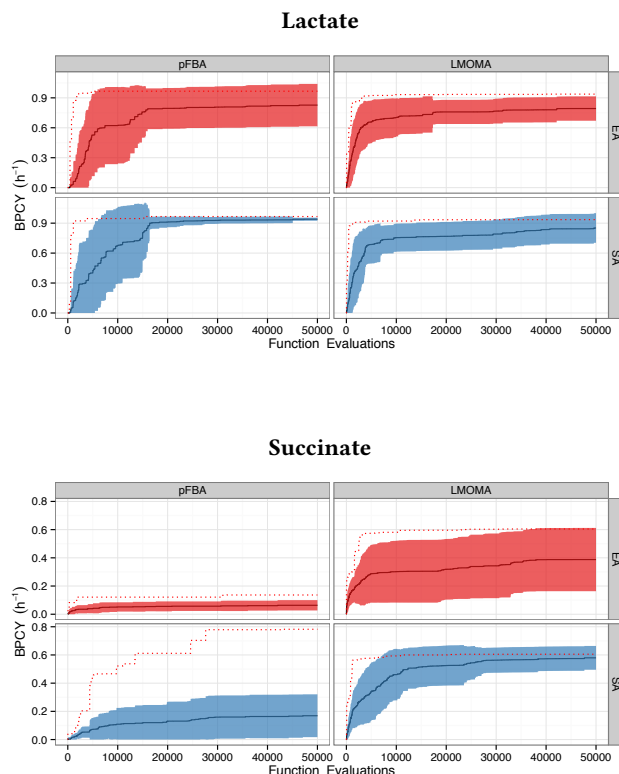 Lactate
pFBA LMOMA
0.9
0.6
0.3
0.0
EA
BPCY (h⁻¹)
0.9
0.6
0.3
0.0
SA
0 10000 20000 30000 40000 50000 0 10000 20000 30000 40000 50000
Function Evaluations
Succinate
pFBA LMOMA
0.8
0.6
0.4
0.2
0.0
EA
BPCY (h⁻¹)
0.8
0.6
0.4
0.2
0.0
SA
0 10000 20000 30000 40000 50000 0 10000 20000 30000 40000 50000
Function Evaluations